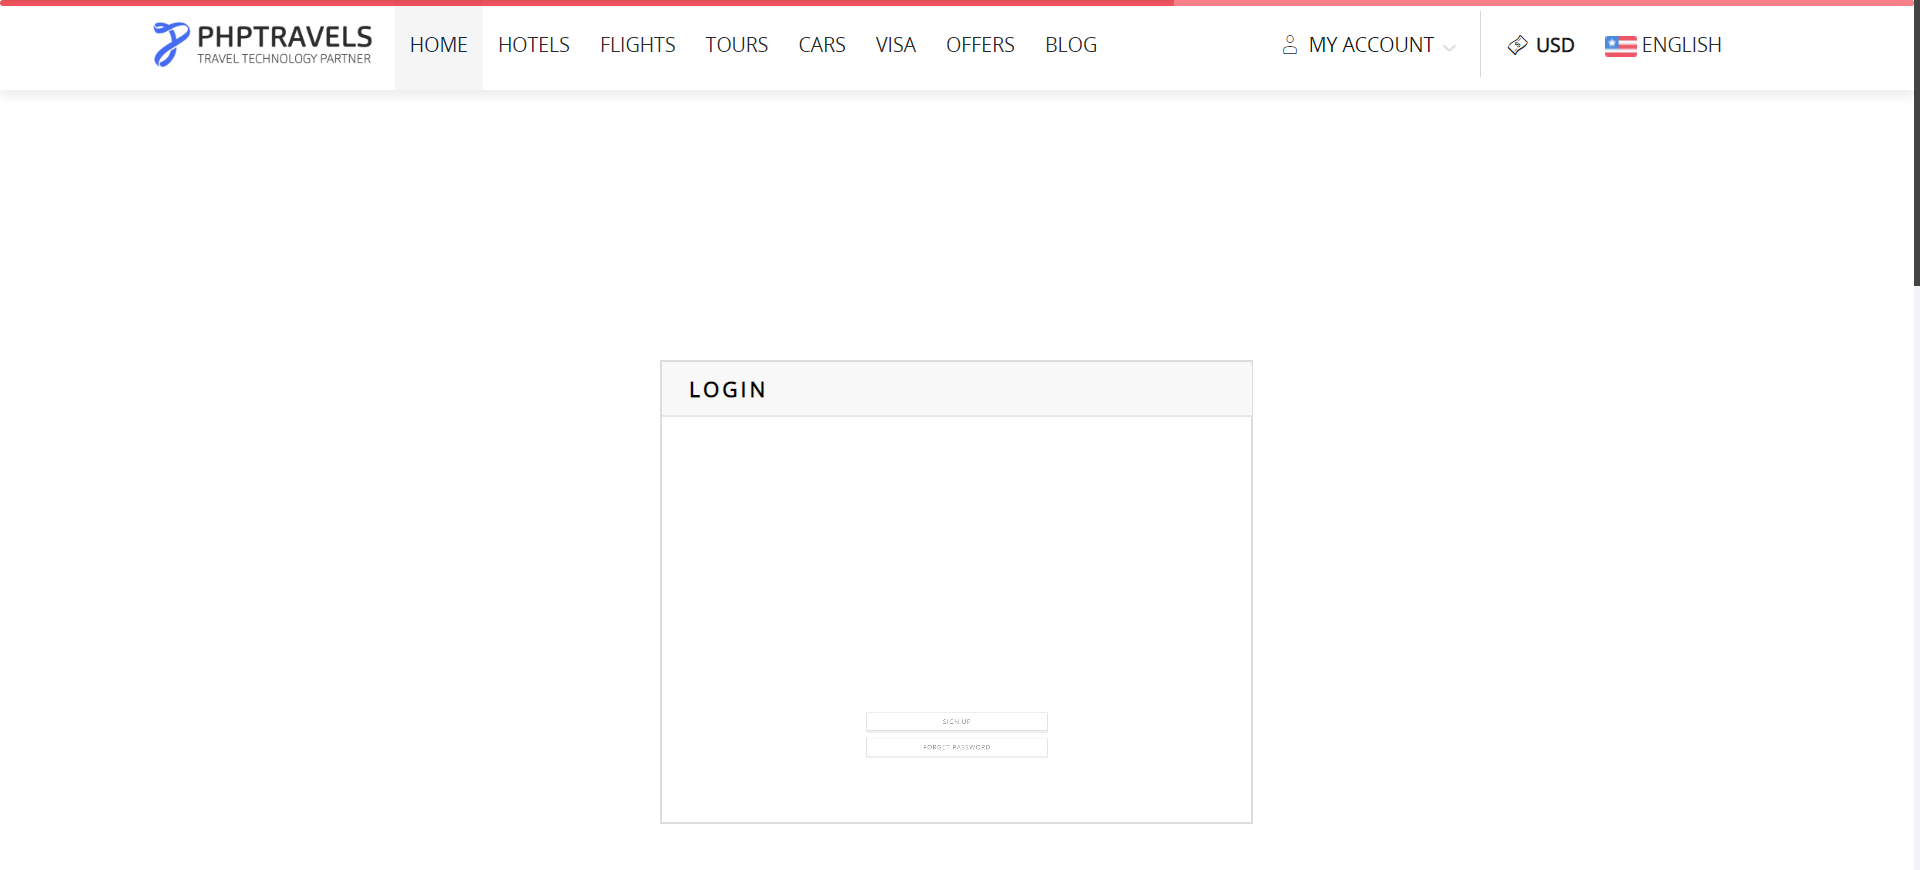 PHPTRAVELS
TRAVEL TECHNOLOGY PARTNER
HOME HOTELS FLIGHTS TOURS CARS VISA OFFERS BLOG MY ACCOUNT USD ENGLISH
LOGIN
SIGN UP
FORGET PASSWORD